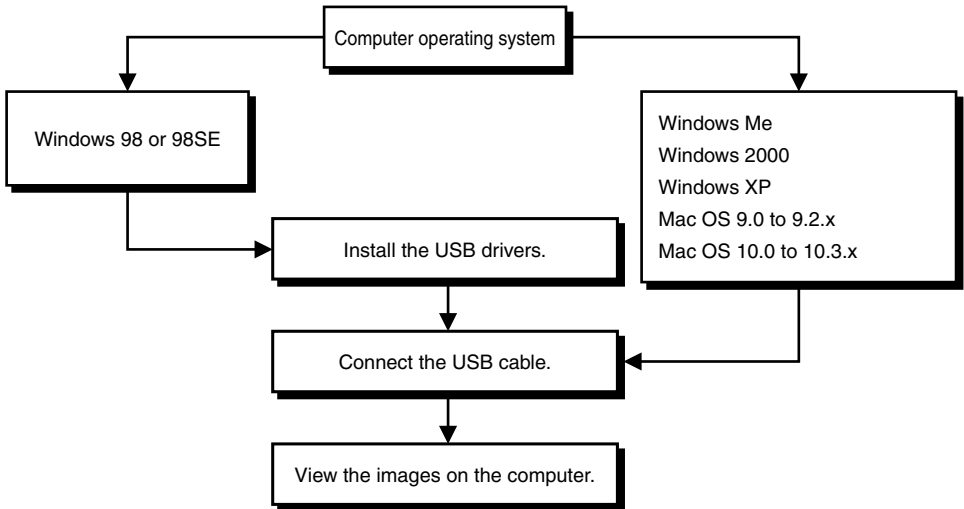 Computer operating system
Windows 98 or 98SE
Windows Me
Windows 2000
Windows XP
Mac OS 9.0 to 9.2.x
Mac OS 10.0 to 10.3.x
Install the USB drivers.
Connect the USB cable.
View the images on the computer.